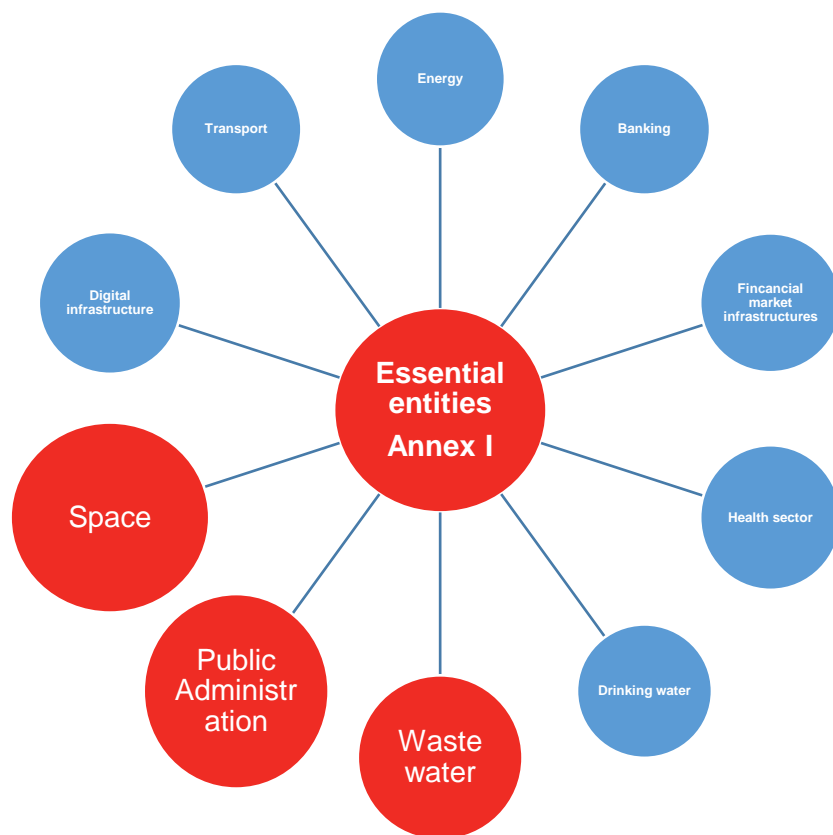 Energy
Transport
Banking
Digital
infrastructure
Fincancial
market
infrastructures
Essential
entities
Annex I
Space
Health sector
Public
Administr
ation
Drinking water
Waste
water